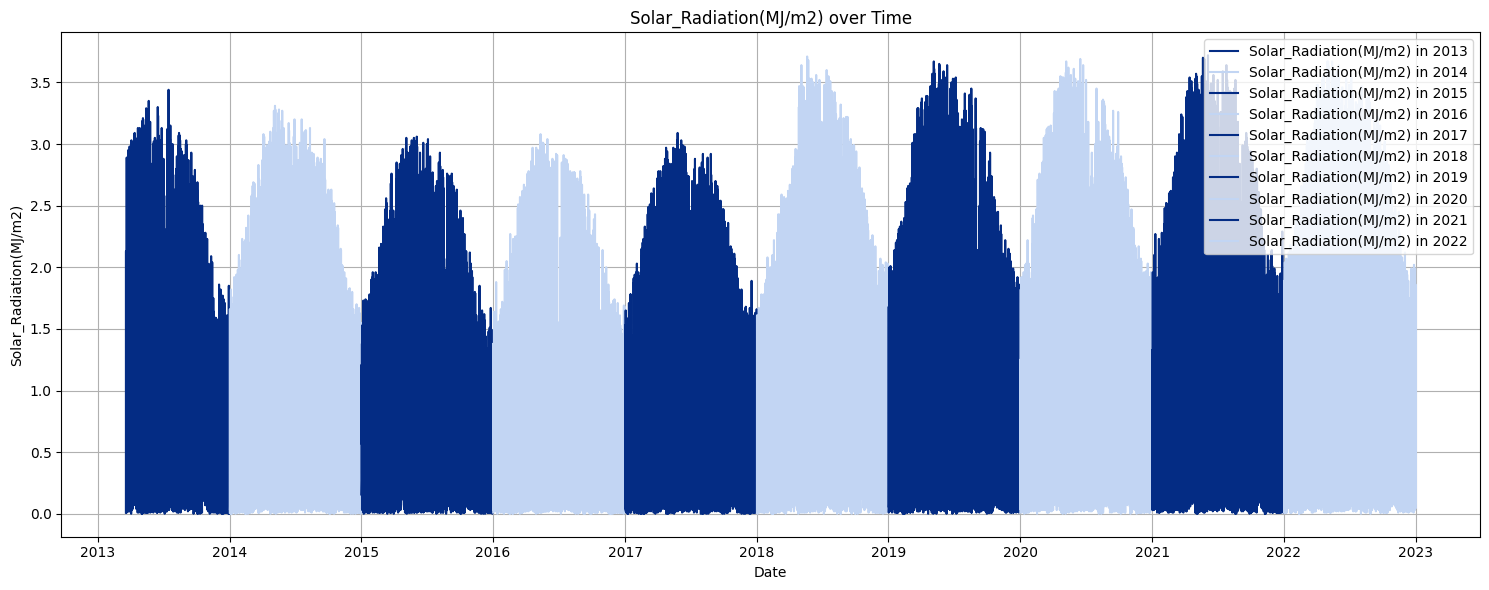 Solar_Radiation(MJ/m2) over Time
Solar_Radiation(MJ/m2) in 2013
Solar_Radiation(MJ/m2) in 2014
Solar_Radiation(MJ/m2) in 2015
Solar_Radiation(MJ/m2) in 2016
Solar_Radiation(MJ/m2) in 2017
Solar_Radiation(MJ/m2) in 2018
Solar_Radiation(MJ/m2) in 2019
Solar_Radiation(MJ/m2) in 2020
Solar_Radiation(MJ/m2) in 2021
Solar_Radiation(MJ/m2) in 2022
Solar_Radiation(MJ/m2)
3.5
3.0
2.5
2.0
1.5
1.0
0.5
0.0
2013 2014 2015 2016 2017 2018 2019 2020 2021 2022 2023
Date